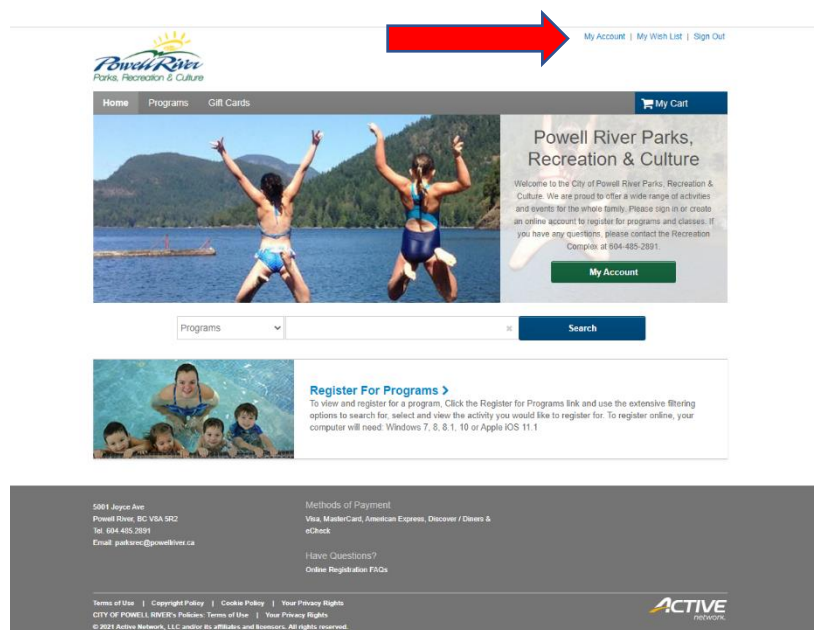 My Account | My Wish List | Sign Out
Powell River
Parks, Recreation & Culture
Home Programs Gift Cards
My Cart
Powell River Parks,
Recreation & Culture
Welcome to the City of Powell River Parks, Recreation &
Culture. We are proud to offer a wide range of activities
and events for the whole family. Please sign in or create
an online account to register for programs and classes. If
you have any questions, please contact the Recreation
Complex at 604-485-2891.
My Account
Programs
Search
Register For Programs >
To view and register for a program, Click the Register for Programs link and use the extensive filtering
options to search for, select and view the activity you would like to register for. To register online, your
computer will need: Windows 7, 8, 8.1, 10 or Apple iOS 11.1
5001 Joyce Ave
Powell River, BC V8A 5R2
Tel. 604.485.2891
Email: parksrec@powellriver.ca
Methods of Payment
Visa, MasterCard, American Express, Discover / Diners &
eCheck
Have Questions?
Online Registration FAQs
Terms of Use | Copyright Policy | Cookie Policy | Your Privacy Rights
CITY OF POWELL RIVER's Policies: Terms of Use | Your Privacy Rights
© 2021 Active Network, LLC and/or its affiliates and licensors. All rights reserved.
ACTIVE
network.